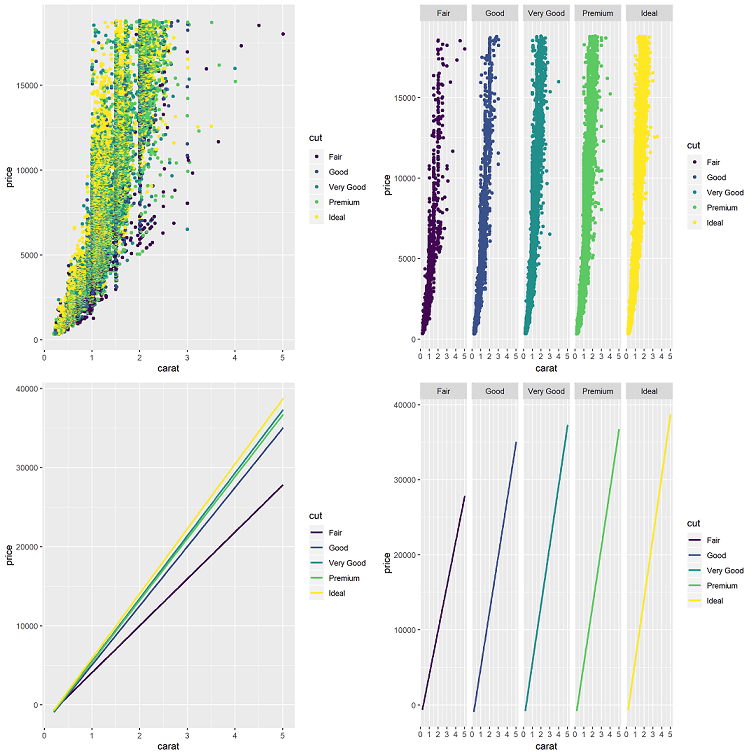 price
15000
10000
5000
0
0
1
2
3
4
5
carat
cut
Fair
Good
Very Good
Premium
Ideal
Fair
Good
Very Good
Premium
Ideal
price
15000
10000
5000
0
0 1 2 3 4 5
0 1 2 3 4 5
0 1 2 3 4 5
0 1 2 3 4 5
0 1 2 3 4 5
carat
cut
Fair
Good
Very Good
Premium
Ideal
price
40000
30000
20000
10000
0
0
1
2
3
4
5
carat
cut
Fair
Good
Very Good
Premium
Ideal
Fair
Good
Very Good
Premium
Ideal
price
40000
30000
20000
10000
0
0 1 2 3 4 5
0 1 2 3 4 5
0 1 2 3 4 5
0 1 2 3 4 5
0 1 2 3 4 5
carat
cut
Fair
Good
Very Good
Premium
Ideal